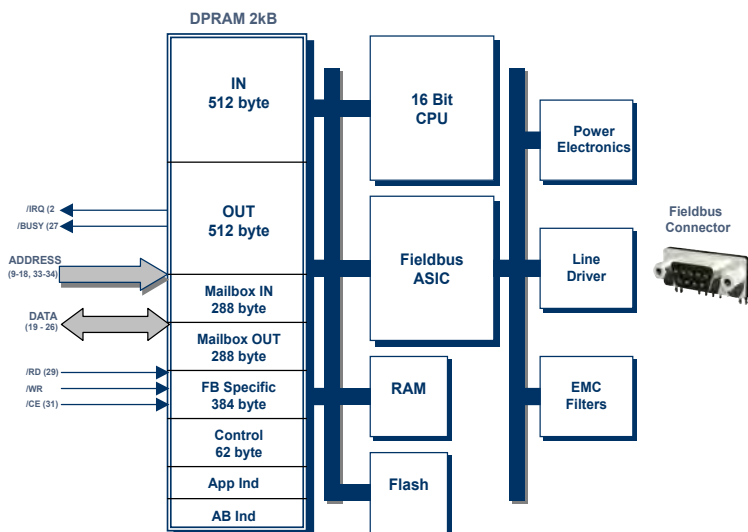 DPRAM 2kB
IN
512 byte
OUT
512 byte
Mailbox IN
288 byte
Mailbox OUT
288 byte
FB Specific
384 byte
Control
62 byte
App Ind
AB Ind
/IRQ (2
/BUSY (27
ADDRESS
(9-18, 33-34)
DATA
(19 - 26)
/RD (29)
/WR
/CE (31)
16 Bit
CPU
Fieldbus
ASIC
RAM
Flash
Power
Electronics
Line
Driver
EMC
Filters
Fieldbus
Connector